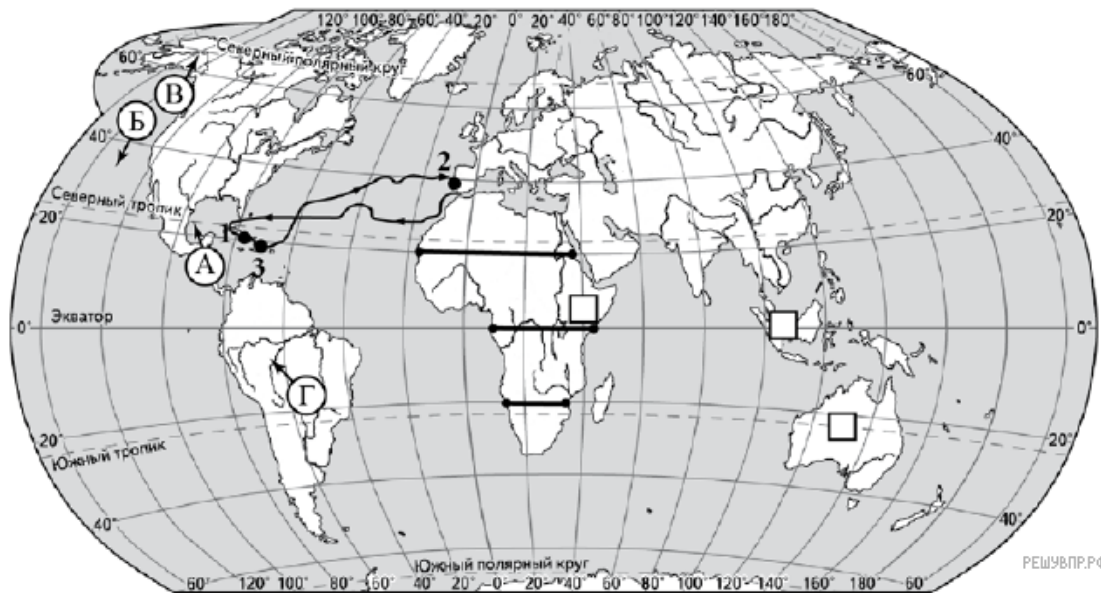 120° 100° 80° 60° 40° 20° 0° 20° 40° 60° 80° 100° 120° 140° 160° 180°
60° Северный полярный круг 60°
В
Б
40° 2 40°
Северный тропик
20° 1 20°
А 3
Экватор
0° 0°
Г
20° 20°
Южный тропик
40° 40°
Южный полярный круг
РЕШУВПР.РФ
60° 120° 100° 80° 60° 40° 20° 0° 20° 40° 60° 80° 100° 120° 140° 160° 180° 60°